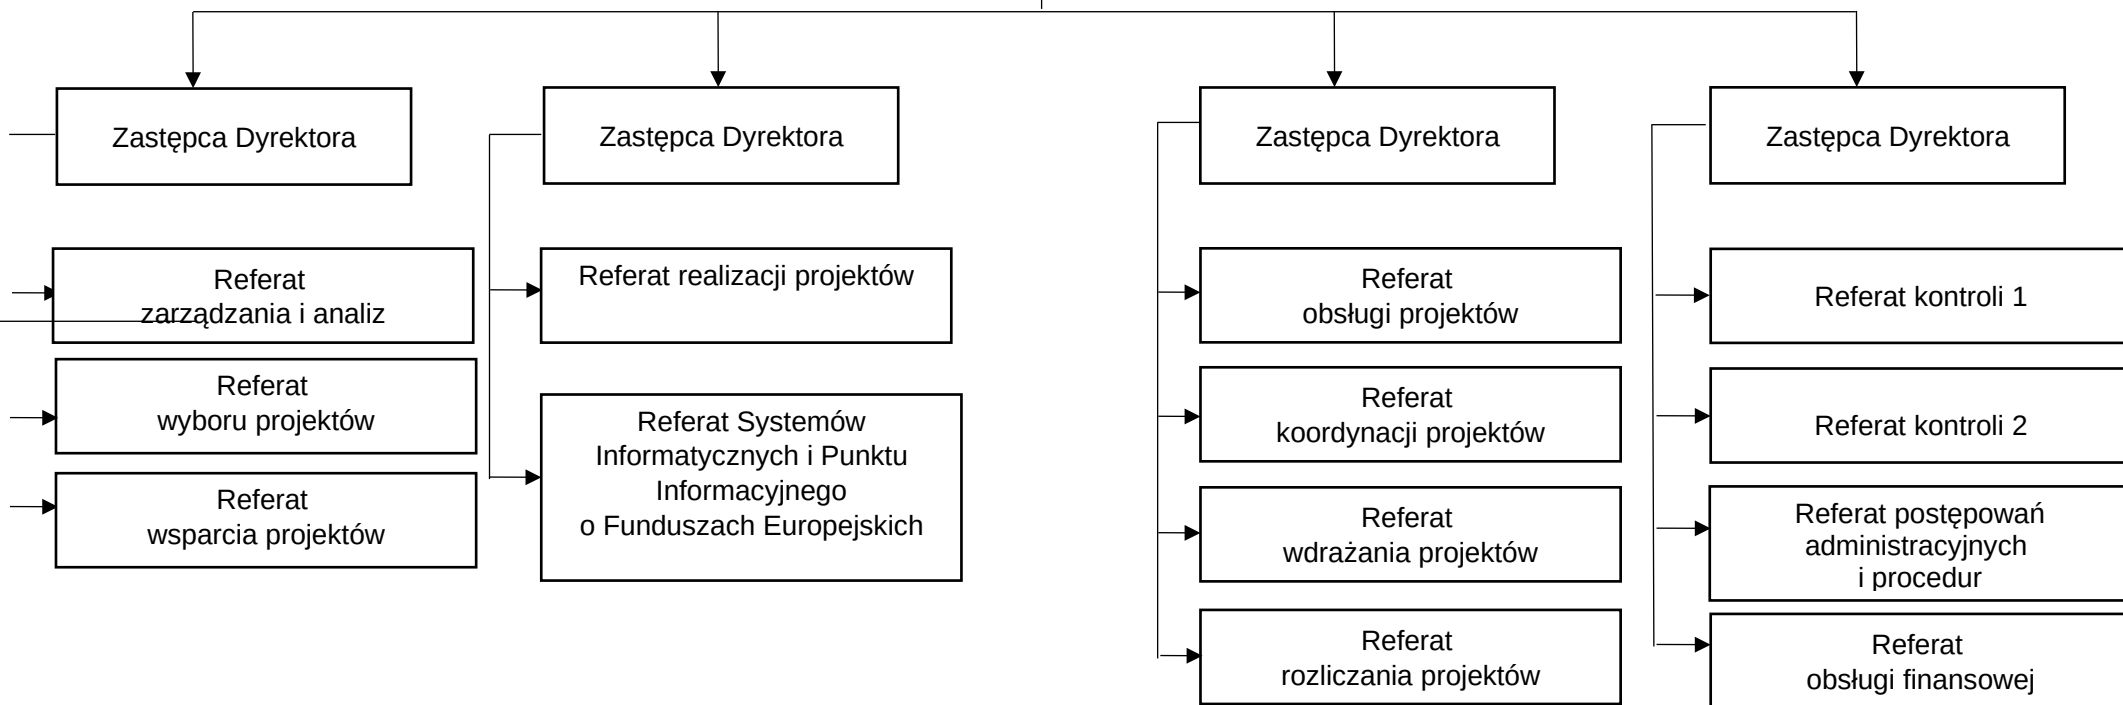 Zastępca Dyrektora
Zastępca Dyrektora
Zastępca Dyrektora
Zastępca Dyrektora
Referat
zarządzania i analiz
Referat
wyboru projektów
Referat
wsparcia projektów
Referat realizacji projektów
Referat Systemów
Informatycznych i Punktu
Informacyjnego
o Funduszach Europejskich
Referat
obsługi projektów
Referat
koordynacji projektów
Referat
wdrażania projektów
Referat
rozliczania projektów
Referat kontroli 1
Referat kontroli 2
Referat postępowań
administracyjnych
i procedur
Referat
obsługi finansowej